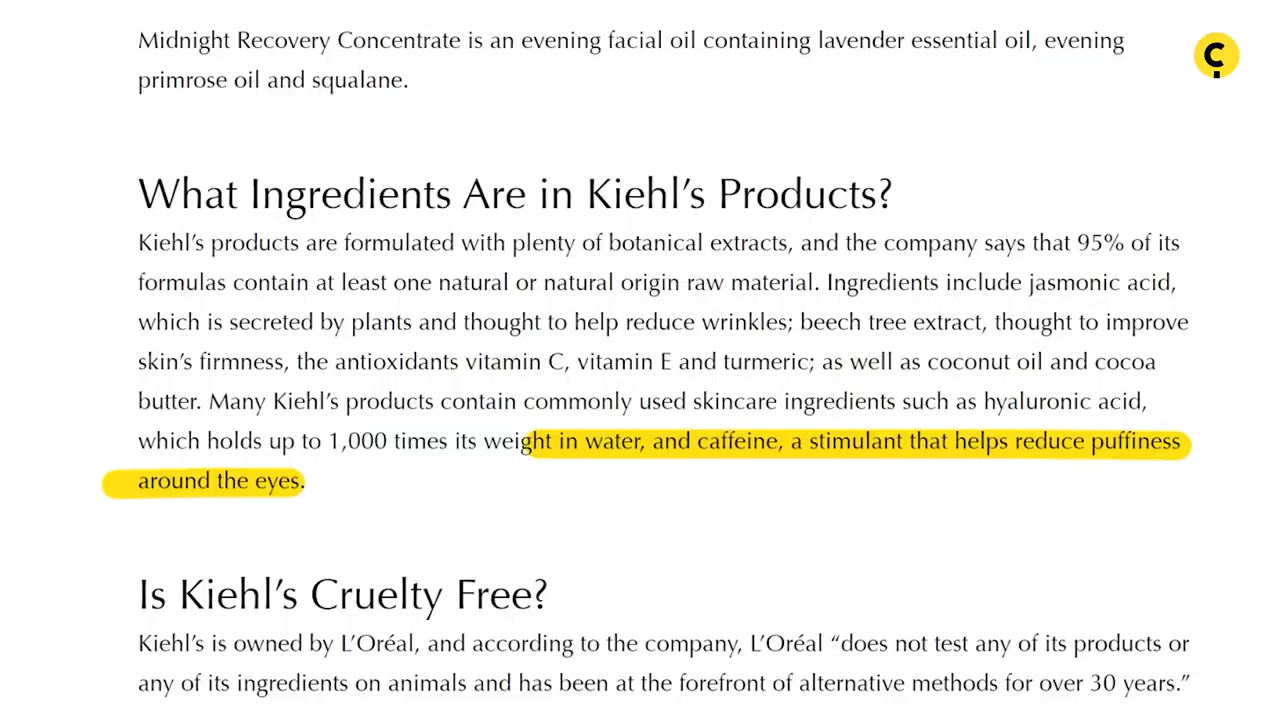 Midnight Recovery Concentrate is an evening facial oil containing lavender essential oil, evening
primrose oil and squalane.
What Ingredients Are in Kiehl’s Products?
Kiehl’s products are formulated with plenty of botanical extracts, and the company says that 95% of its
formulas contain at least one natural or natural origin raw material. Ingredients include jasmonic acid,
which is secreted by plants and thought to help reduce wrinkles; beech tree extract, thought to improve
skin’s firmness, the antioxidants vitamin C, vitamin E and turmeric; as well as coconut oil and cocoa
butter. Many Kiehl’s products contain commonly used skincare ingredients such as hyaluronic acid,
which holds up to 1,000 times its weight in water, and caffeine, a stimulant that helps reduce puffiness
around the eyes.
Is Kiehl’s Cruelty Free?
Kiehl’s is owned by L’Oréal, and according to the company, L’Oréal “does not test any of its products or
any of its ingredients on animals and has been at the forefront of alternative methods for over 30 years.”